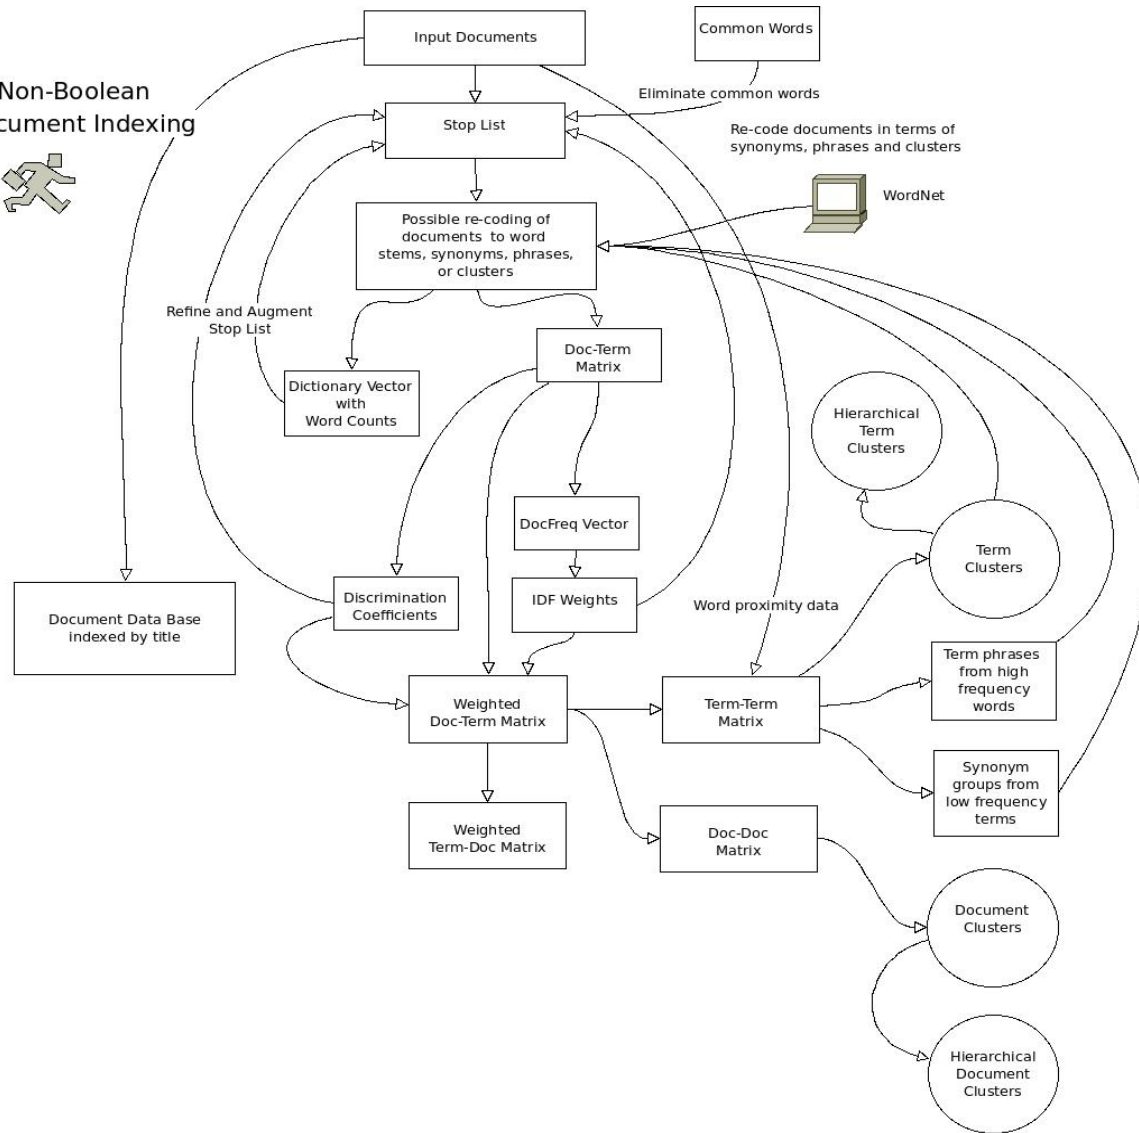 Input Documents
Common Words
Non-Boolean
cument Indexing
Eliminate common words
Stop List
Re-code documents in terms of
synonyms, phrases and clusters
WordNet
Possible re-coding of
documents to word
stems, synonyms, phrases,
or clusters
Refine and Augment
Stop List
Doc-Term
Matrix
Dictionary Vector
with
Word Counts
Hierarchical
Term
Clusters
DocFreq Vector
Term
Clusters
Discrimination
Coefficients
IDF Weights
Word proximity data
Document Data Base
indexed by title
Term phrases
from high
frequency
words
Weighted
Doc-Term Matrix
Term-Term
Matrix
Synonym
groups from
low frequency
terms
Weighted
Term-Doc Matrix
Doc-Doc
Matrix
Document
Clusters
Hierarchical
Document
Clusters